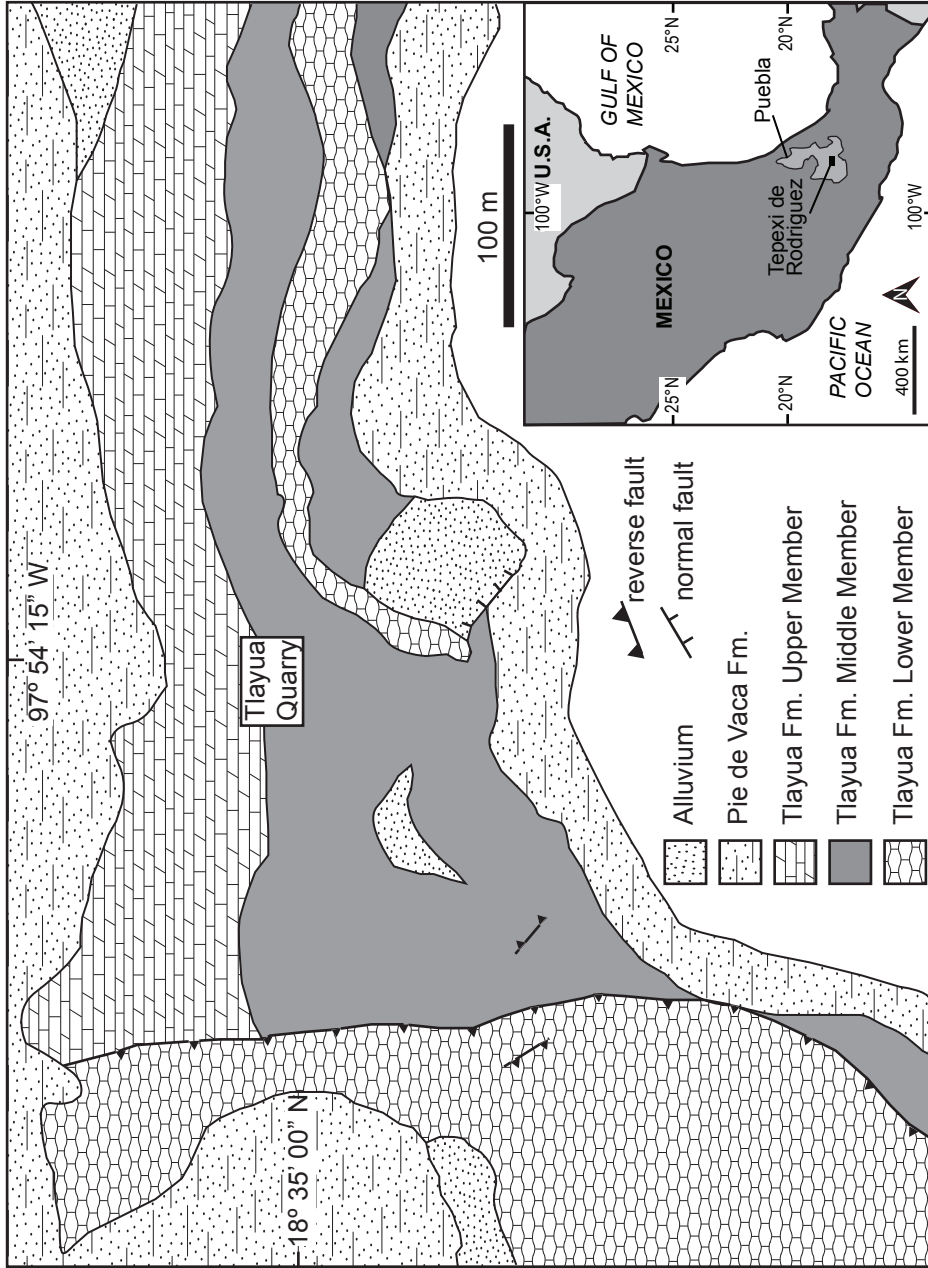 97º 54’ 15” W
18º 35’ 00” N
Tlayua
Quarry
reverse fault
normal fault
Alluvium
Pie de Vaca Fm.
Tlayua Fm. Upper Member
Tlayua Fm. Middle Member
Tlayua Fm. Lower Member
100 m
100°W
U.S.A.
GULF OF
MEXICO
25°N
20°N
MEXICO
Puebla
Tepexi de
Rodriguez
25°N
20°N
PACIFIC
OCEAN
100°W
N
400 km